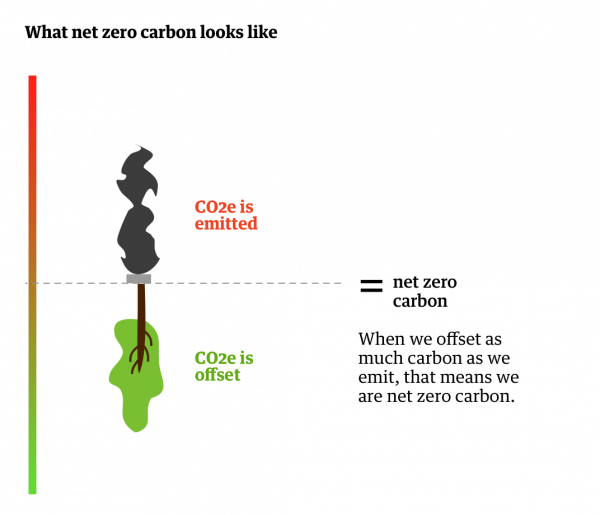 What net zero carbon looks like
CO2e is
emitted
=
net zero
carbon
When we offset as
much carbon as we
emit, that means we
are net zero carbon.
CO2e is
offset